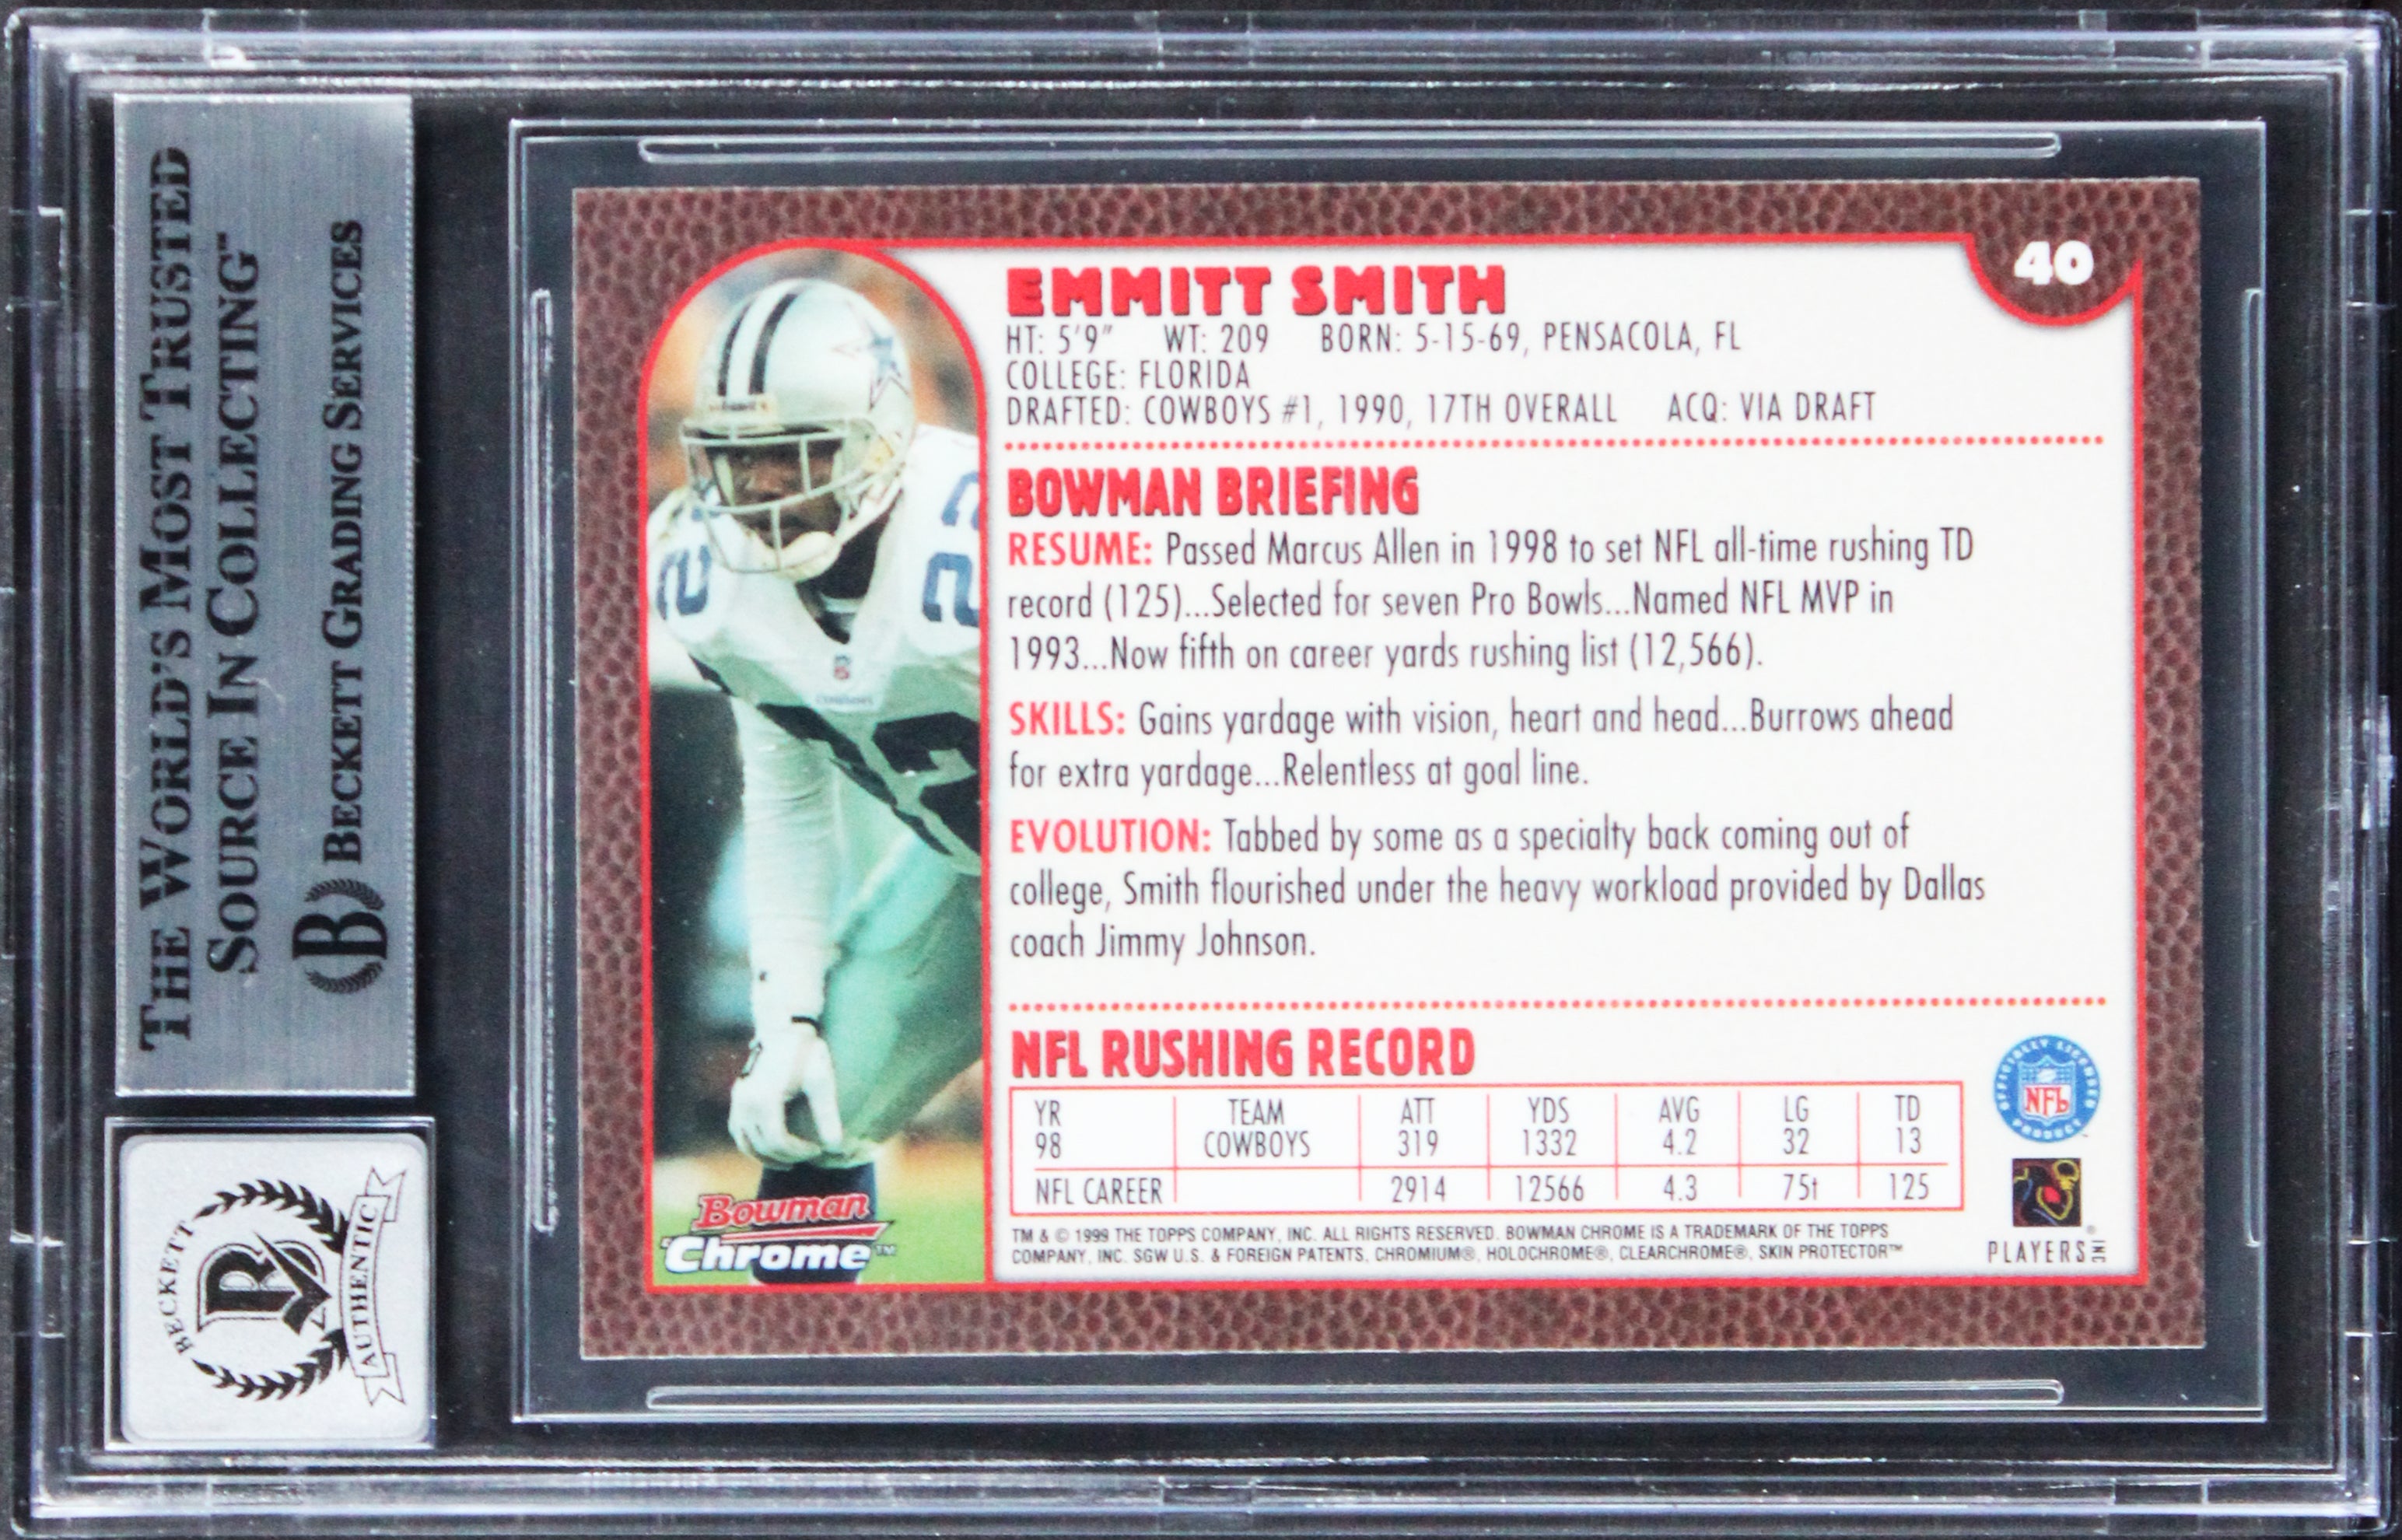 THE WORLD'S MOST TRUSTED
SOURCE IN COLLECTING™
B BECKETT GRADING SERVICES
BECKETT
B
AUTHENTIC
40
EMMITT SMITH
HT: 5'9" WT: 209 BORN: 5-15-69, PENSACOLA, FL
COLLEGE: FLORIDA
DRAFTED: COWBOYS #1, 1990, 17TH OVERALL ACQ: VIA DRAFT
BOWMAN BRIEFING
RESUME: Passed Marcus Allen in 1998 to set NFL all-time rushing TD
record (125)...Selected for seven Pro Bowls...Named NFL MVP in
1993...Now fifth on career yards rushing list (12,566).
SKILLS: Gains yardage with vision, heart and head...Burrows ahead
for extra yardage...Relentless at goal line.
EVOLUTION: Tabbed by some as a specialty back coming out of
college, Smith flourished under the heavy workload provided by Dallas
coach Jimmy Johnson.
NFL RUSHING RECORD
YR TEAM ATT YDS AVG LG TD
98 COWBOYS 319 1332 4.2 32 13
NFL CAREER 2914 12566 4.3 75t 125
TM & © 1999 THE TOPPS COMPANY, INC. ALL RIGHTS RESERVED. BOWMAN CHROME IS A TRADEMARK OF THE TOPPS
COMPANY, INC. SGW U.S. & FOREIGN PATENTS, CHROMIUM®, HOLOCHROME®, CLEARCHROME®, SKIN PROTECTOR™
OFFICIALLY LICENSED
NFL
PRODUCT
PLAYERS INC
22
22
22
Bowman
Chrome™